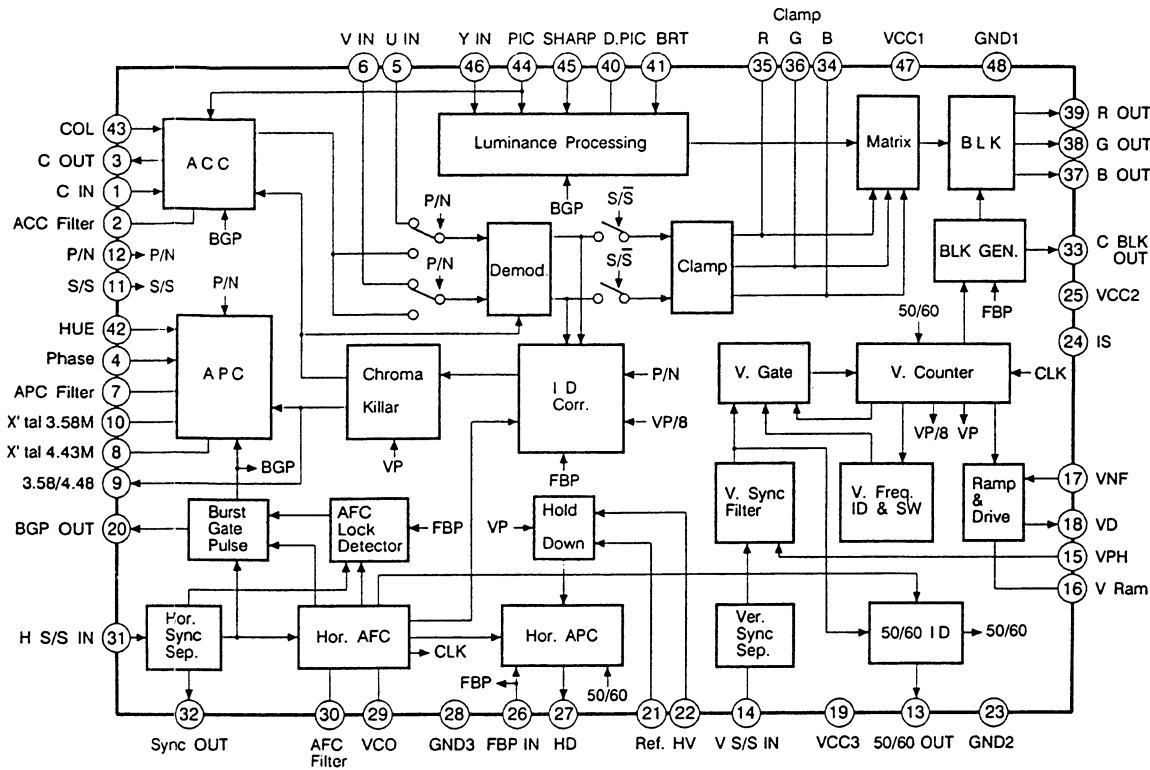 Clamp
V IN U IN Y IN PIC SHARP D.PIC BRT R G B VCC1 GND1
6 5 46 44 45 40 41 35 36 34 47 48
COL 43
C OUT 3
C IN 1
ACC Filter 2
P/N 12 P/N
S/S 11 S/S
HUE 42
Phase 4
APC Filter 7
X' tal 3.58M 10
X' tal 4.43M 8
3.58/4.48 9
BGP OUT 20
H S/S IN 31
ACC
BGP
Luminance Processing
BGP
Matrix
BLK
39 R OUT
38 G OUT
37 B OUT
P/N
P/N
Demod.
S/S̅
S/S̅
Clamp
BLK GEN.
FBP
33 C BLK
OUT
25 VCC2
24 IS
P/N
APC
BGP
Chroma
Killar
VP
ID
Corr.
P/N
VP/8
FBP
V. Gate
50/60
V. Counter
CLK
VP/8 VP
V. Sync
Filter
V. Freq.
ID & SW
Ramp
&
Drive
17 VNF
18 VD
15 VPH
16 V Ram
Burst
Gate
Pulse
AFC
Lock
Detector
FBP
VP
Hold
Down
Hor.
Sync
Sep.
Hor. AFC
CLK
Hor. APC
FBP
50/60
Ver.
Sync
Sep.
50/60 ID
50/60
32 30 29 28 26 27 21 22 14 19 13 23
Sync OUT AFC
Filter VCO GND3 FBP IN HD Ref. HV V S/S IN VCC3 50/60 OUT GND2